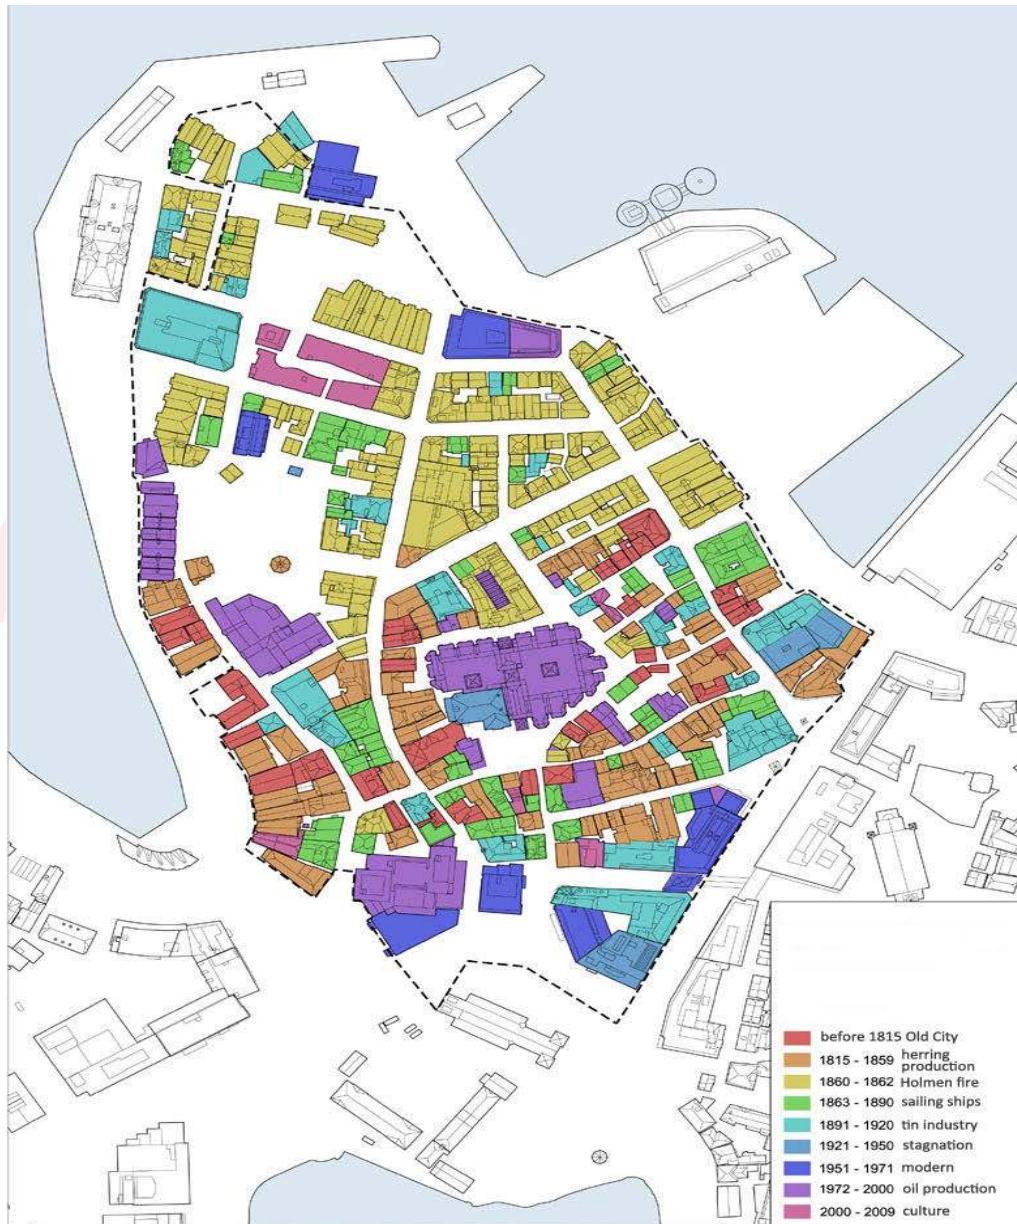 before 1815 Old City
1815 - 1859 herring production
1860 - 1862 Holmen fire
1863 - 1890 sailing ships
1891 - 1920 tin industry
1921 - 1950 stagnation
1951 - 1971 modern
1972 - 2000 oil production
2000 - 2009 culture